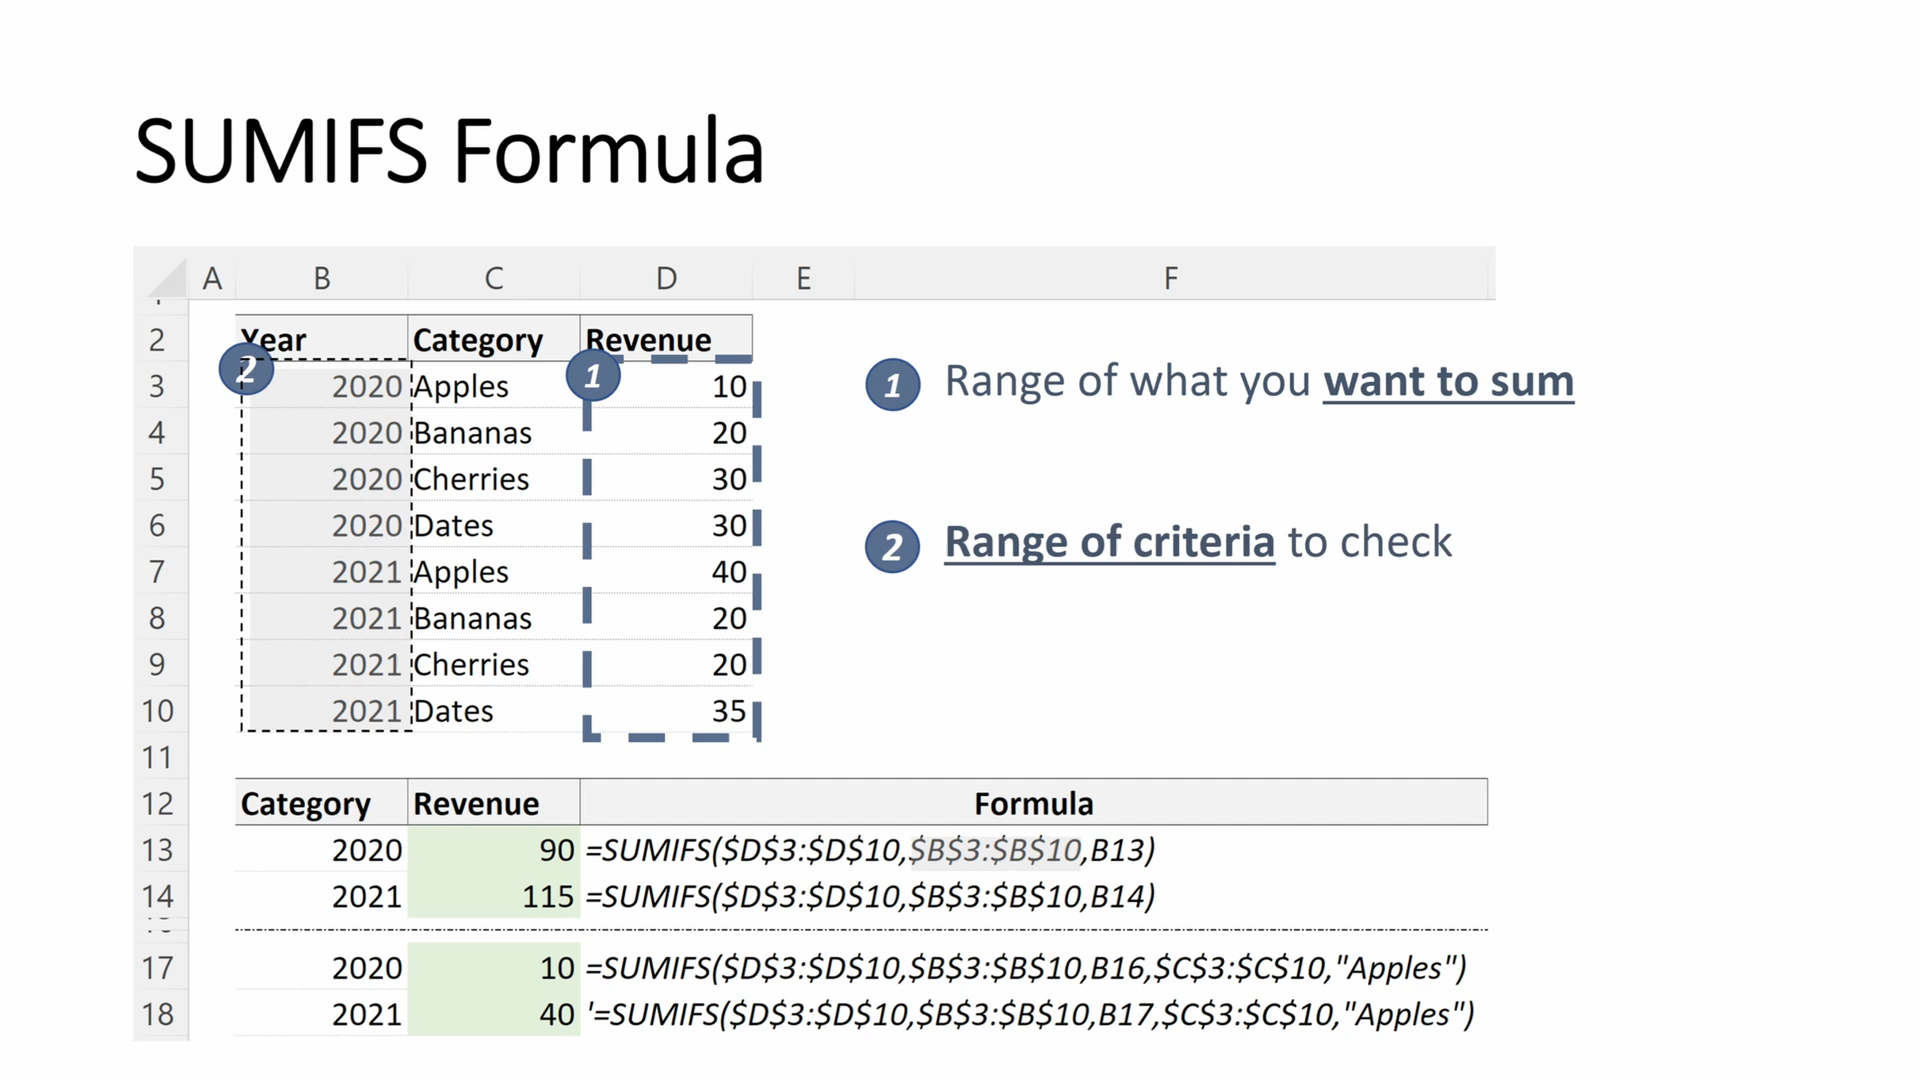 SUMIFS Formula
A B C D E F
2 Year Category Revenue
2 1
3 2020 Apples 10
4 2020 Bananas 20
5 2020 Cherries 30
6 2020 Dates 30
7 2021 Apples 40
8 2021 Bananas 20
9 2021 Cherries 20
10 2021 Dates 35
11
1 Range of what you want to sum
2 Range of criteria to check
12 Category Revenue Formula
13 2020 90 =SUMIFS($D$3:$D$10,$B$3:$B$10,B13)
14 2021 115 =SUMIFS($D$3:$D$10,$B$3:$B$10,B14)
17 2020 10 =SUMIFS($D$3:$D$10,$B$3:$B$10,B16,$C$3:$C$10,"Apples")
18 2021 40 '=SUMIFS($D$3:$D$10,$B$3:$B$10,B17,$C$3:$C$10,"Apples")